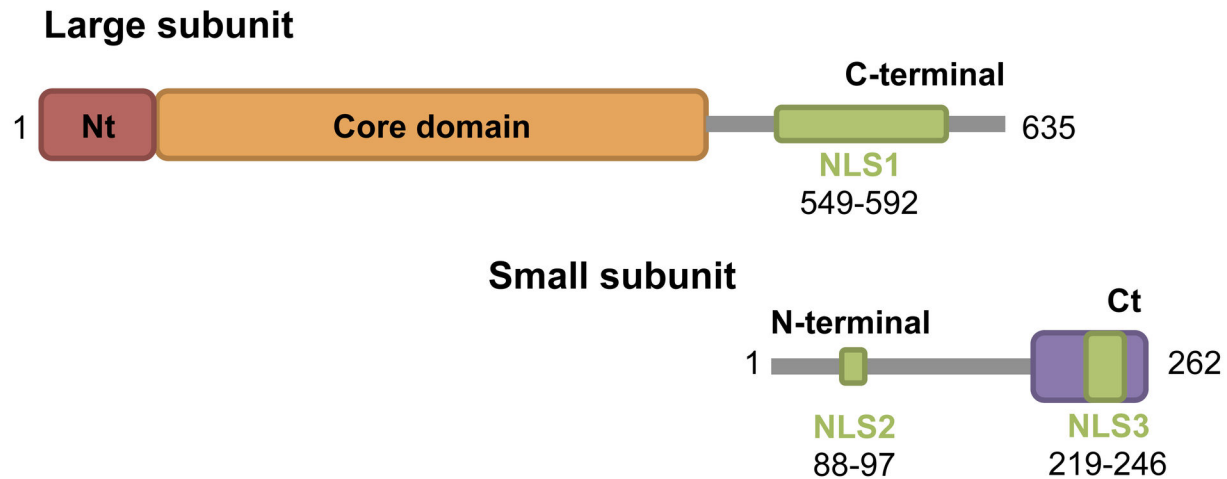 Large subunit
C-terminal
1
Nt
Core domain
635
NLS1
549-592
Small subunit
Ct
N-terminal
1
262
NLS2
NLS3
88-97
219-246